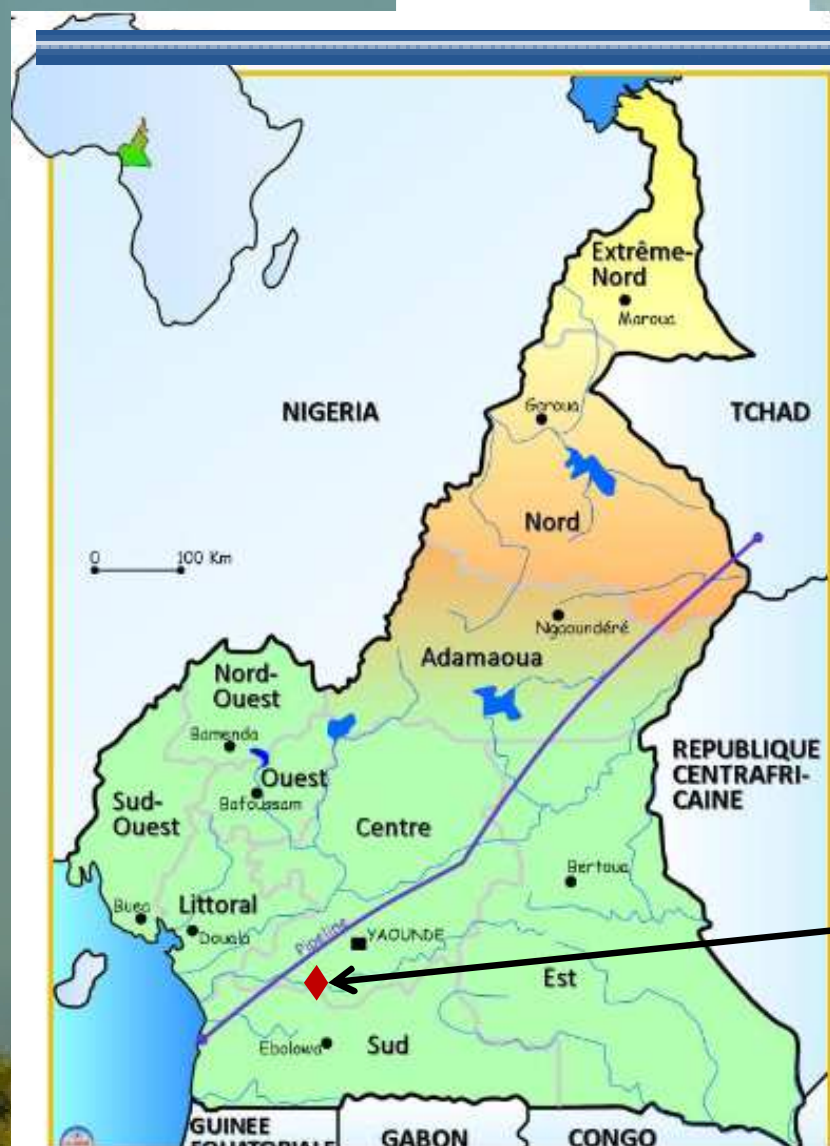 Extrême-
Nord
Maroua
NIGERIA
Garoua
TCHAD
Nord
0 100 Km
Ngaoundéré
Adamaoua
Nord-
Ouest
Bamenda
REPUBLIQUE
CENTRAFRI-
CAINE
Ouest
Bafoussam
Sud-
Ouest
Centre
Bertoua
Buea
Littoral
Douala
Pipeline
YAOUNDE
Est
Ebolowa
Sud
GUINEE
EQUATORIALE
GABON
CONGO